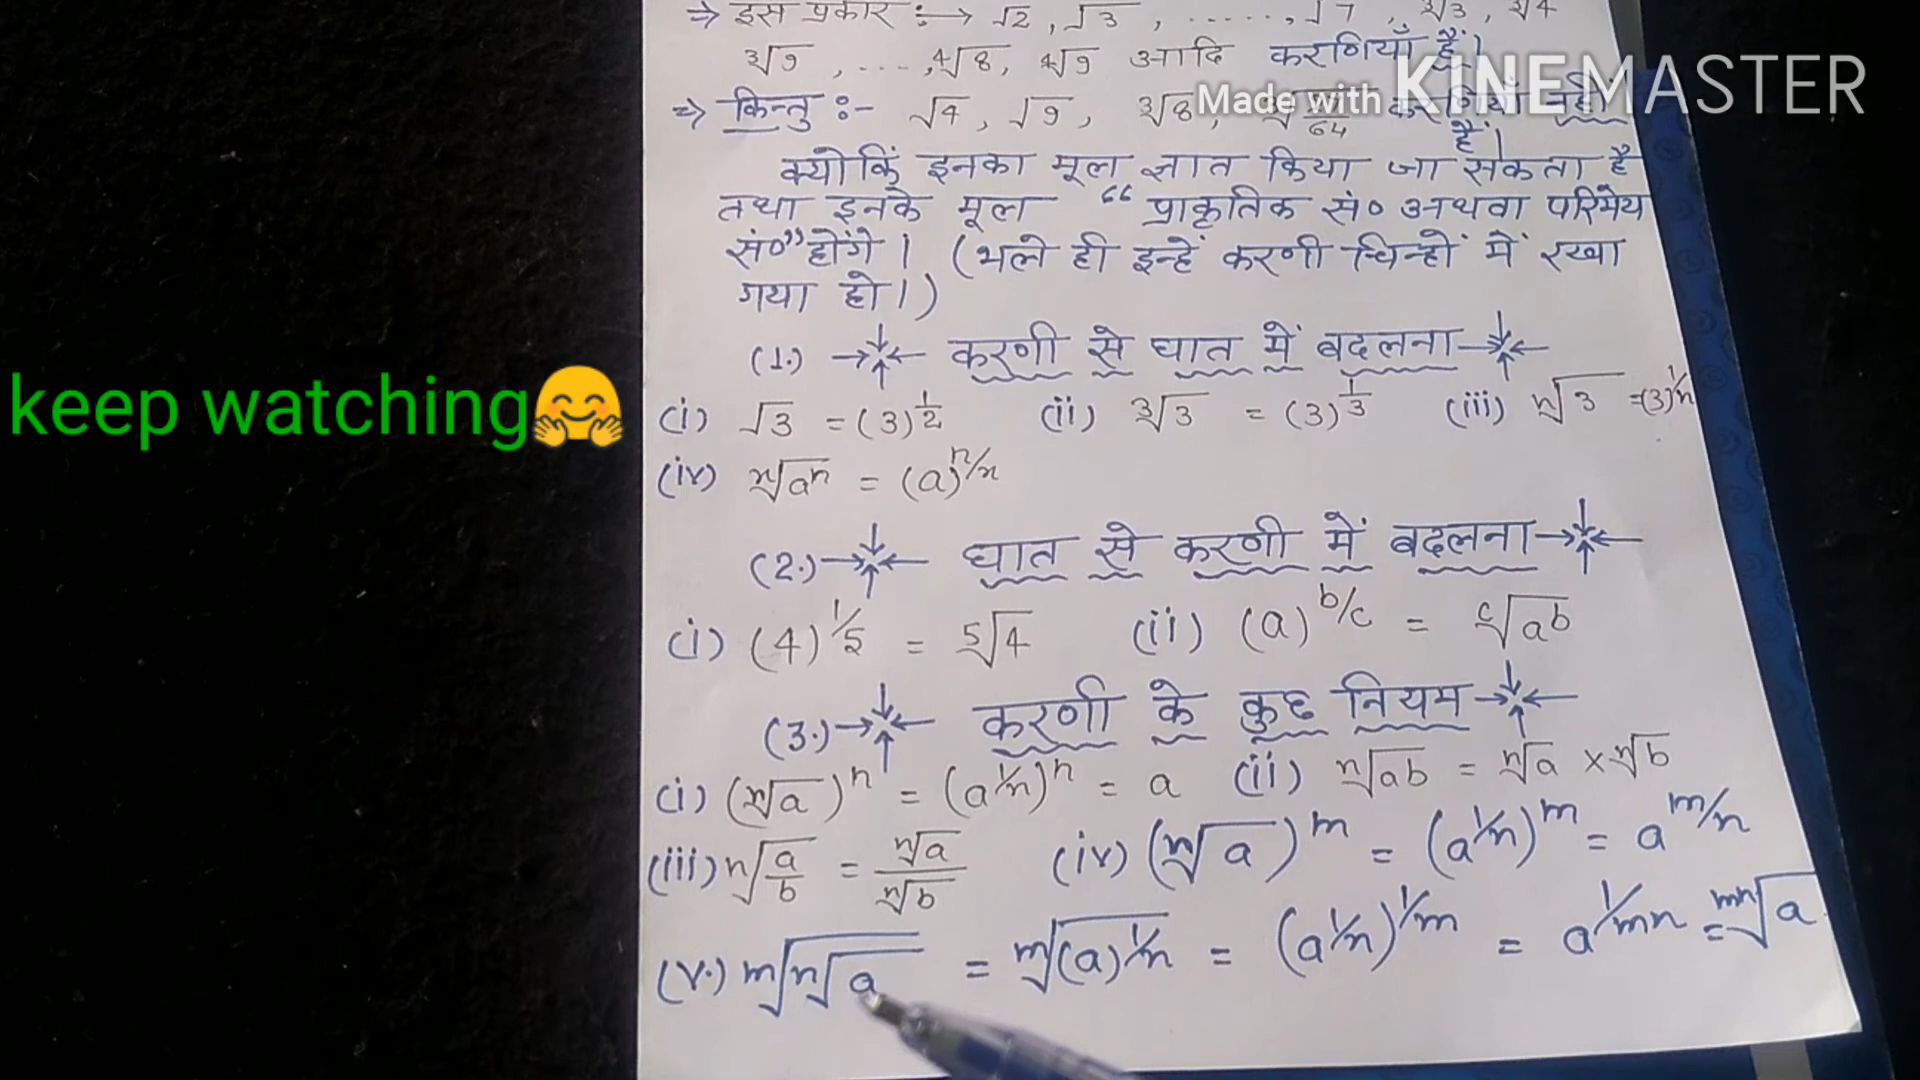 ⇒ इस प्रकार :→ √2, √3, ......, √7, ∛3, ∛4
∛9, ...., ∜8, ∜9 आदि करणियाँ हैं।
Made with KINEMASTER
⇒ किन्तु :- √4, √9, ∛8, 64 करणियाँ नहीं
हैं।
क्योंकि इनका मूल ज्ञात किया जा सकता है
तथा इनके मूल “ प्राकृतिक सं० अथवा परिमेय
सं०” होंगे। (भले ही इन्हें करणी चिन्हों में रखा
गया हो।)
(1.) →← करणी से घात में बदलना →←
keep watching🤗
(i) √3 = (3)^1/2 (ii) ∛3 = (3)^1/3 (iii) ⁿ√3 = (3)^1/n
(iv) ⁿ√aⁿ = (a)^n/n
(2.) →← घात से करणी में बदलना →←
(i) (4)^1/5 = ⁵√4 (ii) (a)^b/c = ᶜ√aᵇ
(3.) →← करणी के कुछ नियम →←
(i) (ⁿ√a)ⁿ = (a^1/n)ⁿ = a (ii) ⁿ√ab = ⁿ√a × ⁿ√b
(iii) ⁿ√(a/b) = ⁿ√a / ⁿ√b (iv) (ⁿ√a)ᵐ = (a^1/n)ᵐ = a^m/n
(v.) ᵐ√ⁿ√a = ᵐ√(a)^1/n = (a^1/n)^1/m = a^1/mn = ᵐⁿ√a